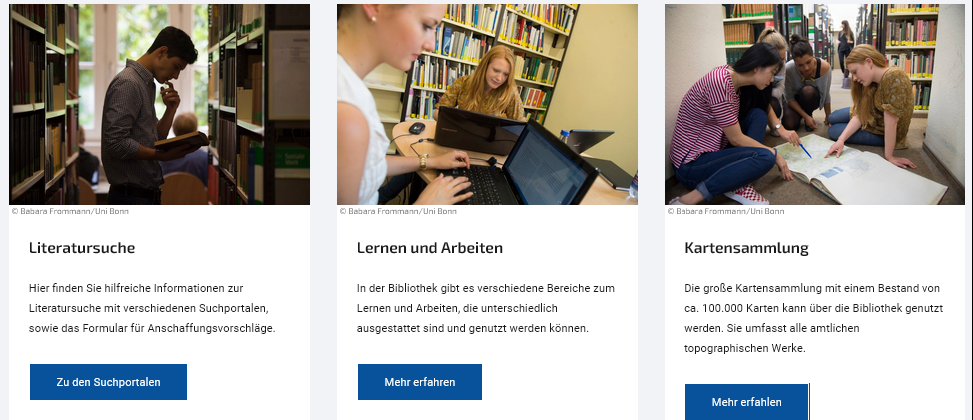 © Babara Frommann/Uni Bonn
Literatursuche
Hier finden Sie hilfreiche Informationen zur
Literatursuche mit verschiedenen Suchportalen,
sowie das Formular für Anschaffungsvorschläge.
Zu den Suchportalen
© Babara Frommann/Uni Bonn
Lernen und Arbeiten
In der Bibliothek gibt es verschiedene Bereiche zum
Lernen und Arbeiten, die unterschiedlich
ausgestattet sind und genutzt werden können.
Mehr erfahren
© Babara Frommann/Uni Bonn
Kartensammlung
Die große Kartensammlung mit einem Bestand von
ca. 100.000 Karten kann über die Bibliothek genutzt
werden. Sie umfasst alle amtlichen
topographischen Werke.
Mehr erfahlen